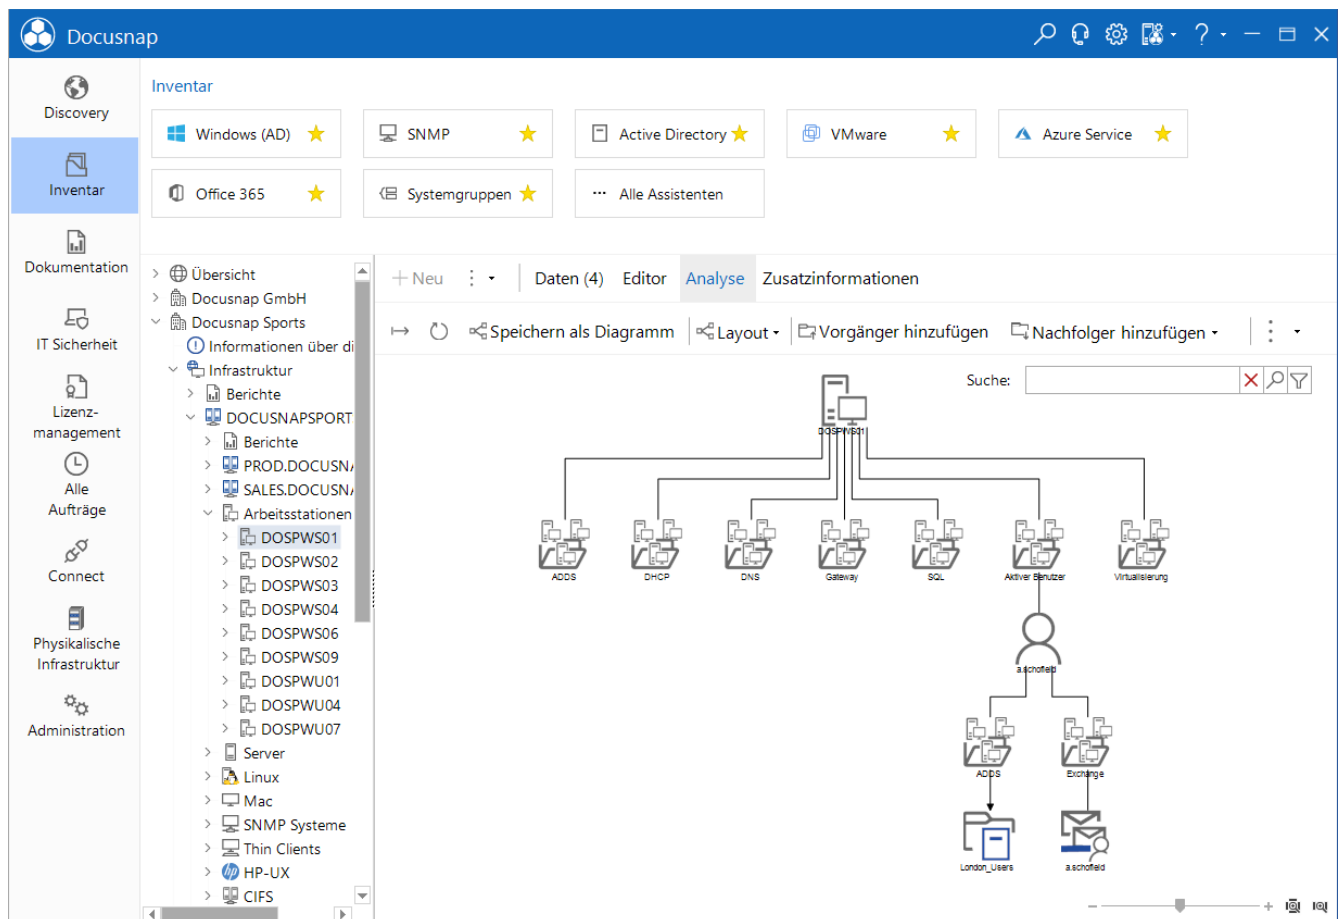 Docusnap
Discovery
Inventar
Dokumentation
IT Sicherheit
Lizenz-
management
Alle
Aufträge
Connect
Physikalische
Infrastruktur
Administration
Inventar
Windows (AD)
SNMP
Active Directory
VMware
Azure Service
Office 365
Systemgruppen
Alle Assistenten
Übersicht
Docusnap GmbH
Docusnap Sports
Informationen über di
Infrastruktur
Berichte
DOCUSNAPSPORT
Berichte
PROD.DOCUSNA
SALES.DOCUSNA
Arbeitsstationen
DOSPWS01
DOSPWS02
DOSPWS03
DOSPWS04
DOSPWS06
DOSPWS09
DOSPWU01
DOSPWU04
DOSPWU07
Server
Linux
Mac
SNMP Systeme
Thin Clients
HP-UX
CIFS
Neu Daten (4) Editor Analyse Zusatzinformationen
Speichern als Diagramm Layout Vorgänger hinzufügen Nachfolger hinzufügen
Suche:
DOSPWS01
ADDS DHCP DNS Gateway SQL Aktiver Benutzer Virtualisierung
a.schofield
ADDS Exchange
London_Users a.schofield